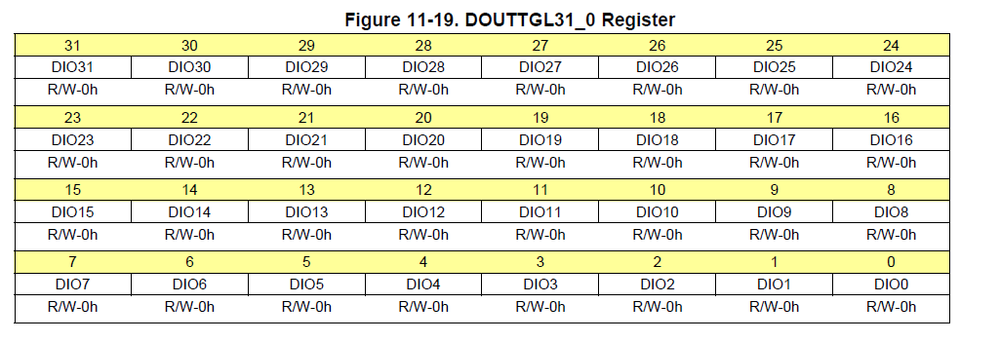 Figure 11-19. DOUTTGL31_0 Register
31 30 29 28 27 26 25 24
DIO31 DIO30 DIO29 DIO28 DIO27 DIO26 DIO25 DIO24
R/W-0h R/W-0h R/W-0h R/W-0h R/W-0h R/W-0h R/W-0h R/W-0h
23 22 21 20 19 18 17 16
DIO23 DIO22 DIO21 DIO20 DIO19 DIO18 DIO17 DIO16
R/W-0h R/W-0h R/W-0h R/W-0h R/W-0h R/W-0h R/W-0h R/W-0h
15 14 13 12 11 10 9 8
DIO15 DIO14 DIO13 DIO12 DIO11 DIO10 DIO9 DIO8
R/W-0h R/W-0h R/W-0h R/W-0h R/W-0h R/W-0h R/W-0h R/W-0h
7 6 5 4 3 2 1 0
DIO7 DIO6 DIO5 DIO4 DIO3 DIO2 DIO1 DIO0
R/W-0h R/W-0h R/W-0h R/W-0h R/W-0h R/W-0h R/W-0h R/W-0h